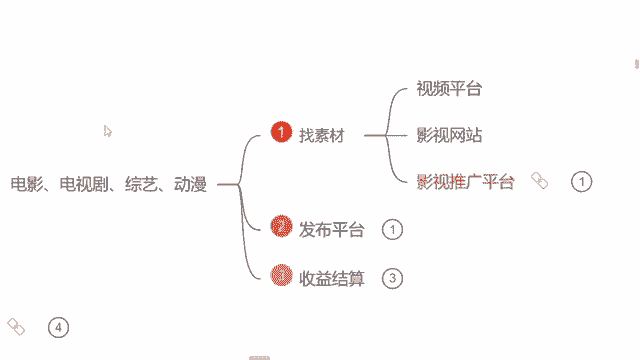 视频平台
1 找素材
影视网站
电影、电视剧、综艺、动漫
影视推广平台 1
2 发布平台 1
收益结算 3
4